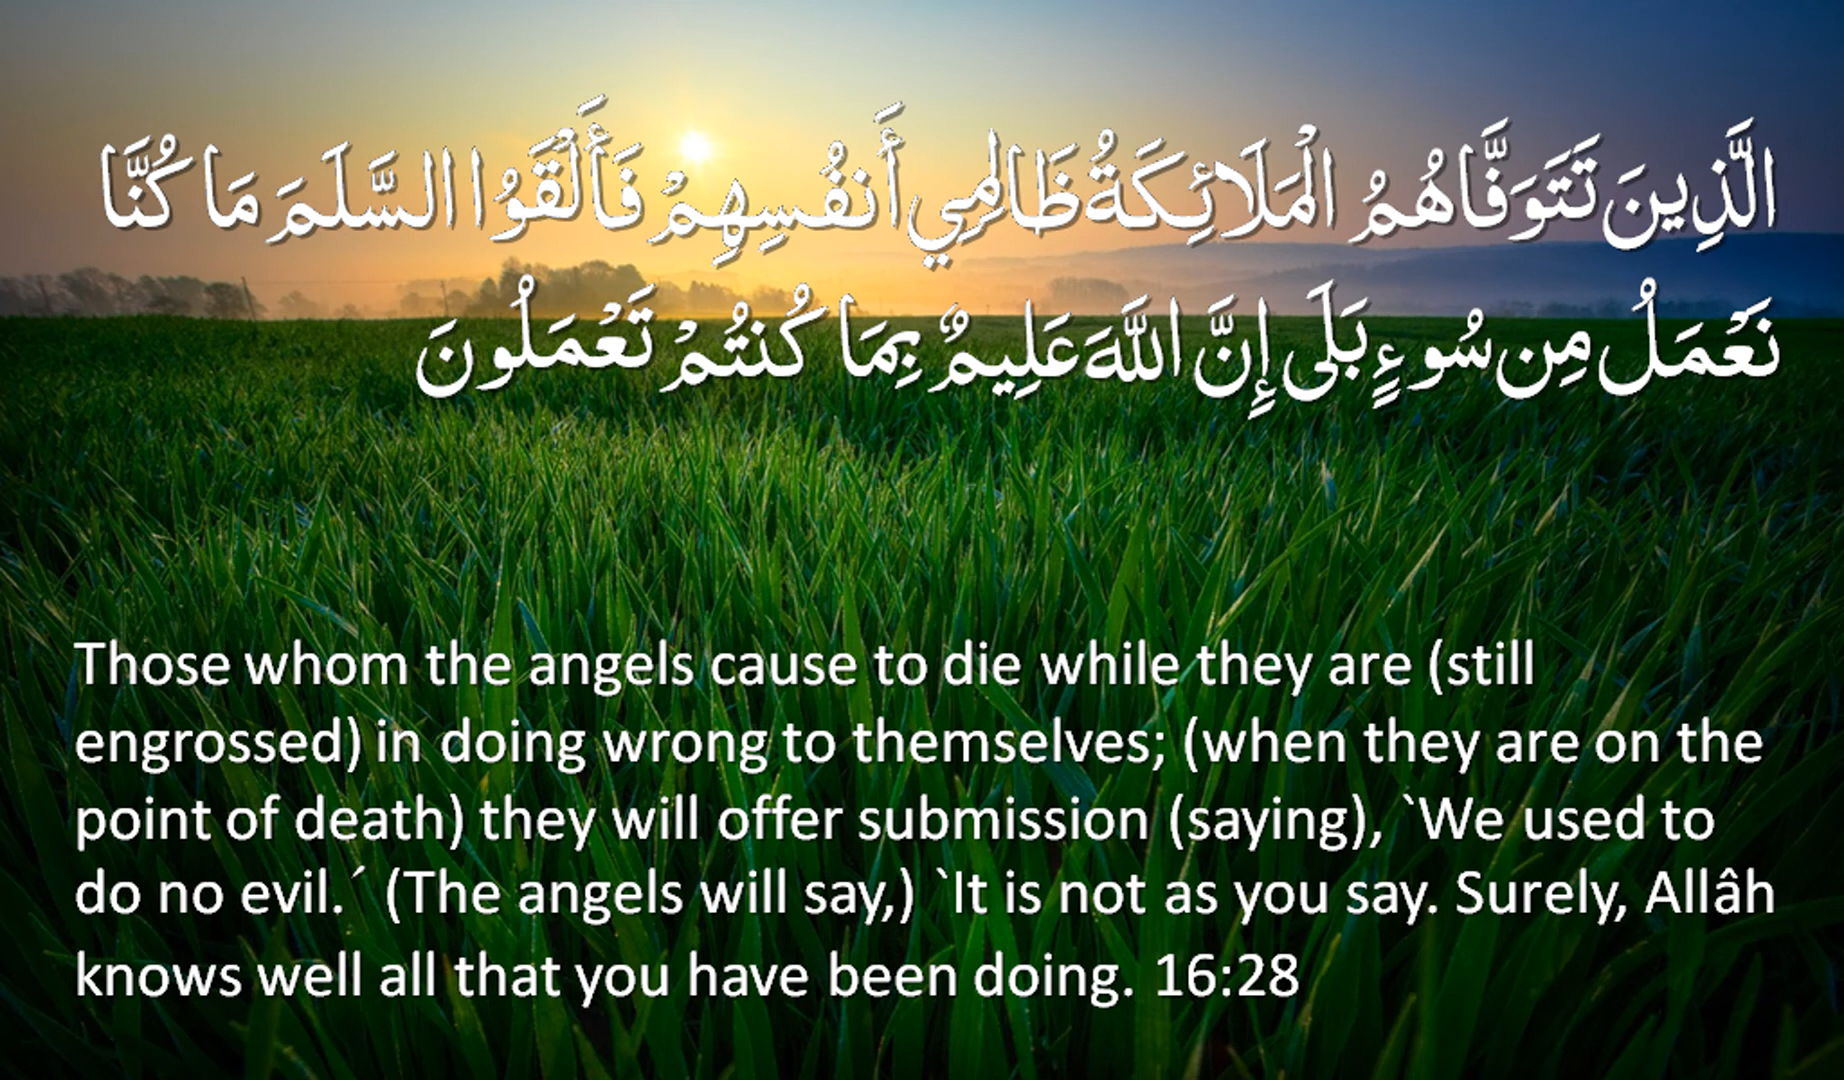 الَّذِينَ تَتَوَفَّاهُمُ الْمَلَائِكَةُ ظَالِمِي أَنفُسِهِمْ فَأَلْقَوُا السَّلَمَ مَا كُنَّا
نَعْمَلُ مِن سُوءٍ بَلَى إِنَّ اللَّهَ عَلِيمٌ بِمَا كُنتُمْ تَعْمَلُونَ
Those whom the angels cause to die while they are (still
engrossed) in doing wrong to themselves; (when they are on the
point of death) they will offer submission (saying), `We used to
do no evil.´ (The angels will say,) `It is not as you say. Surely, Allâh
knows well all that you have been doing. 16:28